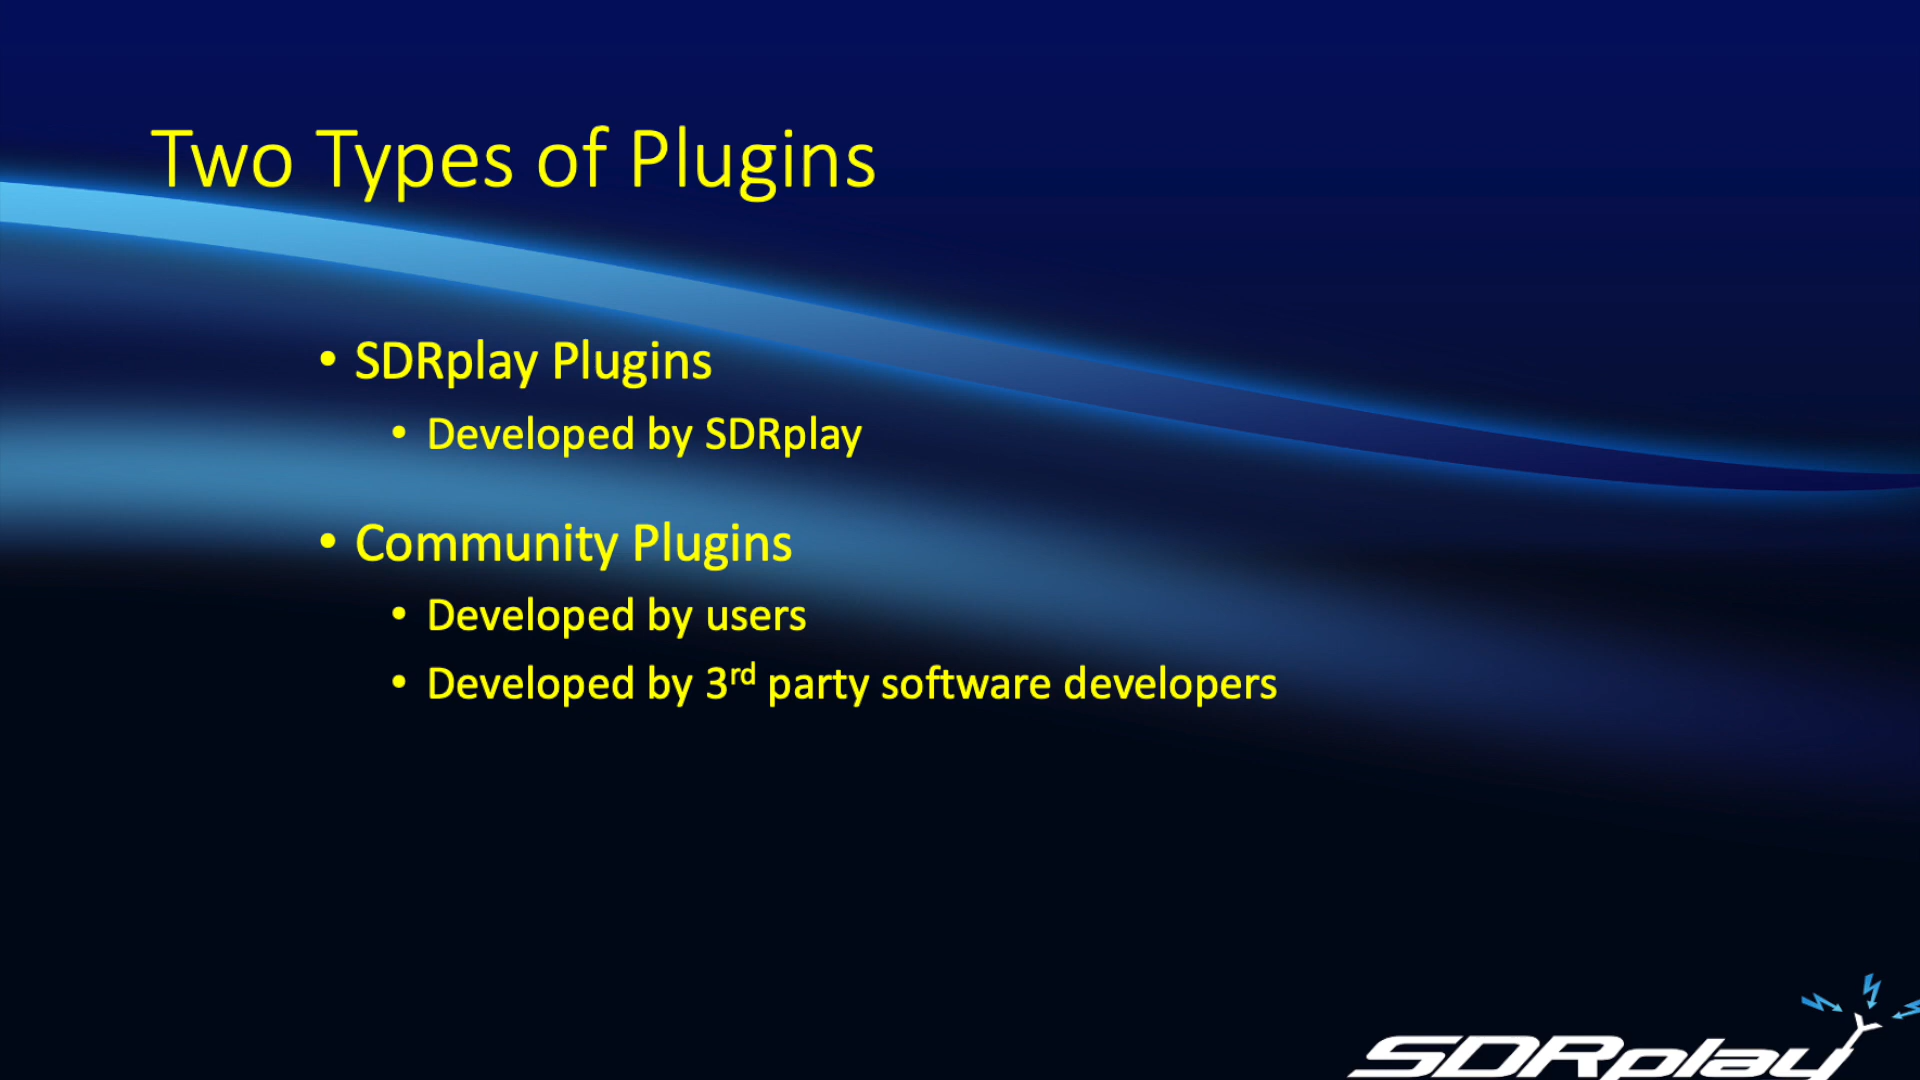 Two Types of Plugins
• SDRplay Plugins
• Developed by SDRplay
• Community Plugins
• Developed by users
• Developed by 3rd party software developers
SDRplay